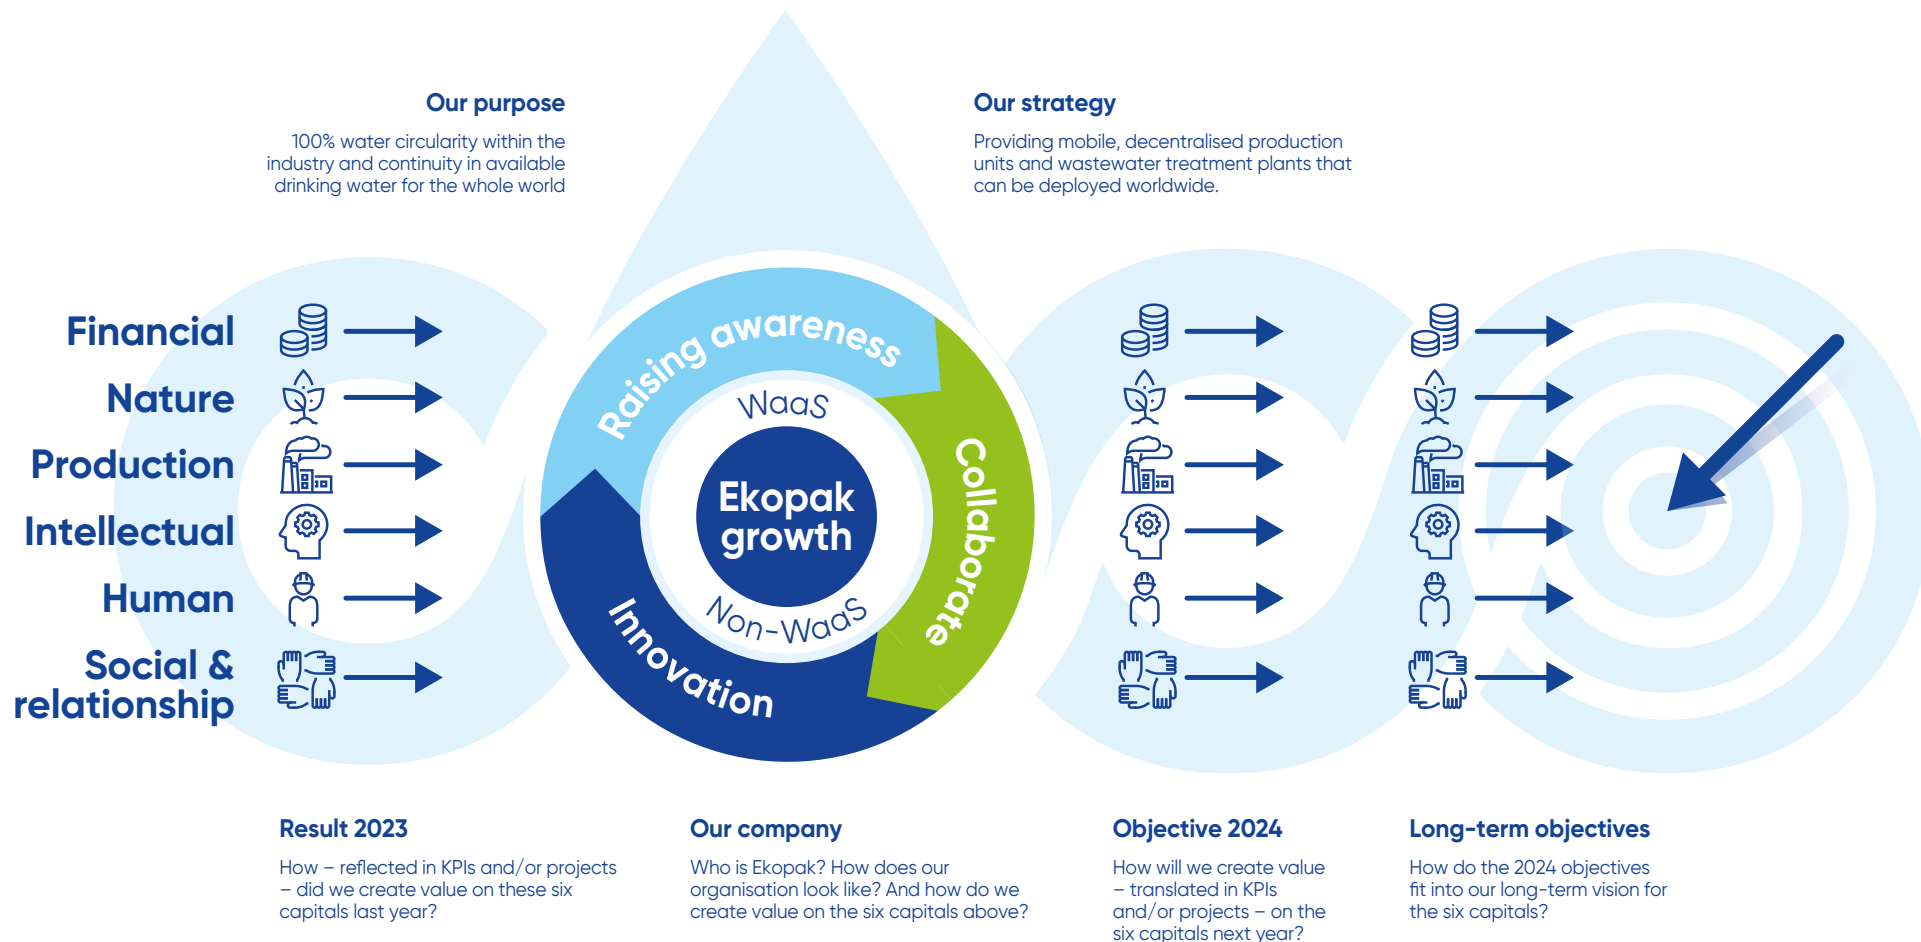 Our purpose
100% water circularity within the
industry and continuity in available
drinking water for the whole world
Our strategy
Providing mobile, decentralised production
units and wastewater treatment plants that
can be deployed worldwide.
Financial
Nature
Production
Intellectual
Human
Social &
relationship
Raising awareness
Collaborate
Innovation
WaaS
Ekopak
growth
Non-WaaS
Result 2023
How – reflected in KPIs and/or projects
– did we create value on these six
capitals last year?
Our company
Who is Ekopak? How does our
organisation look like? And how do we
create value on the six capitals above?
Objective 2024
How will we create value
– translated in KPIs
and/or projects – on the
six capitals next year?
Long-term objectives
How do the 2024 objectives
fit into our long-term vision for
the six capitals?